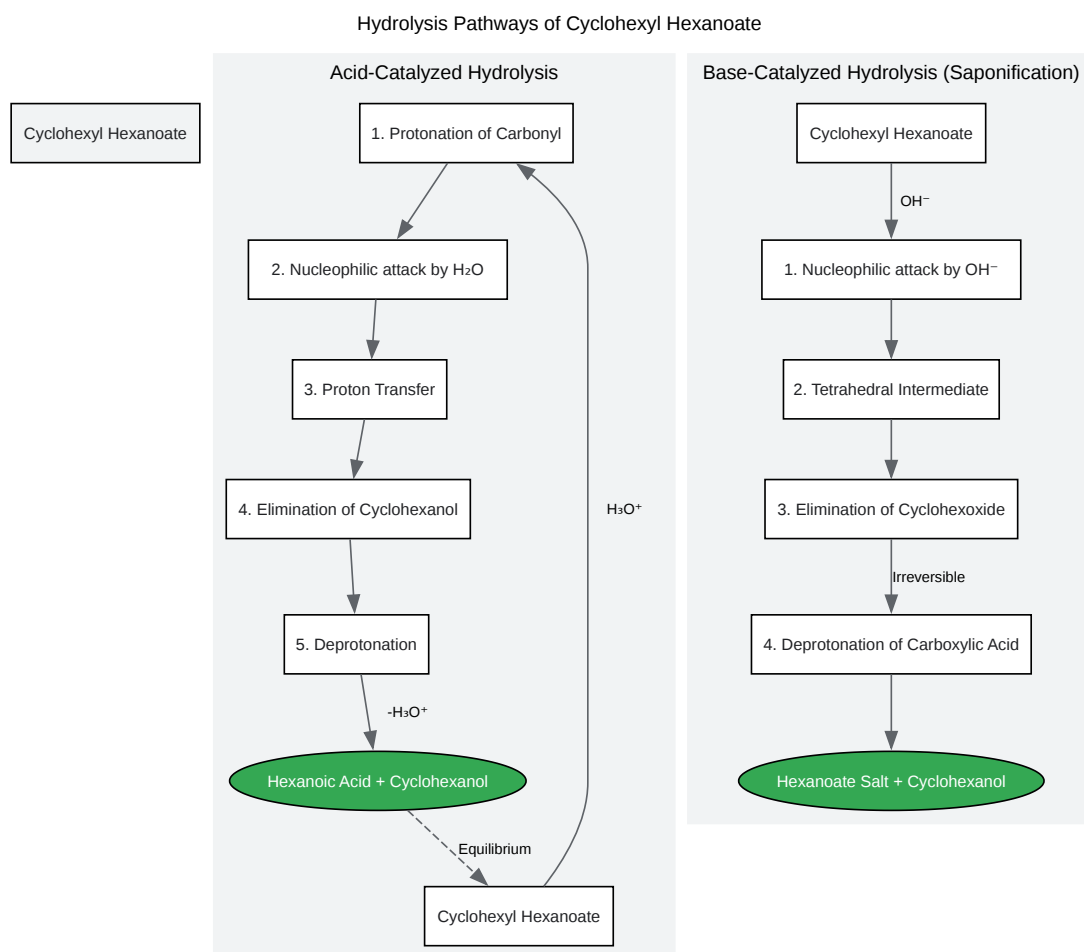 Hydrolysis Pathways of Cyclohexyl Hexanoate
Acid-Catalyzed Hydrolysis
Base-Catalyzed Hydrolysis (Saponification)
Cyclohexyl Hexanoate
1. Protonation of Carbonyl
Cyclohexyl Hexanoate
OH⁻
2. Nucleophilic attack by H₂O
1. Nucleophilic attack by OH⁻
3. Proton Transfer
2. Tetrahedral Intermediate
4. Elimination of Cyclohexanol
H₃O⁺
3. Elimination of Cyclohexoxide
Irreversible
5. Deprotonation
4. Deprotonation of Carboxylic Acid
-H₃O⁺
Hexanoic Acid + Cyclohexanol
Hexanoate Salt + Cyclohexanol
Equilibrium
Cyclohexyl Hexanoate